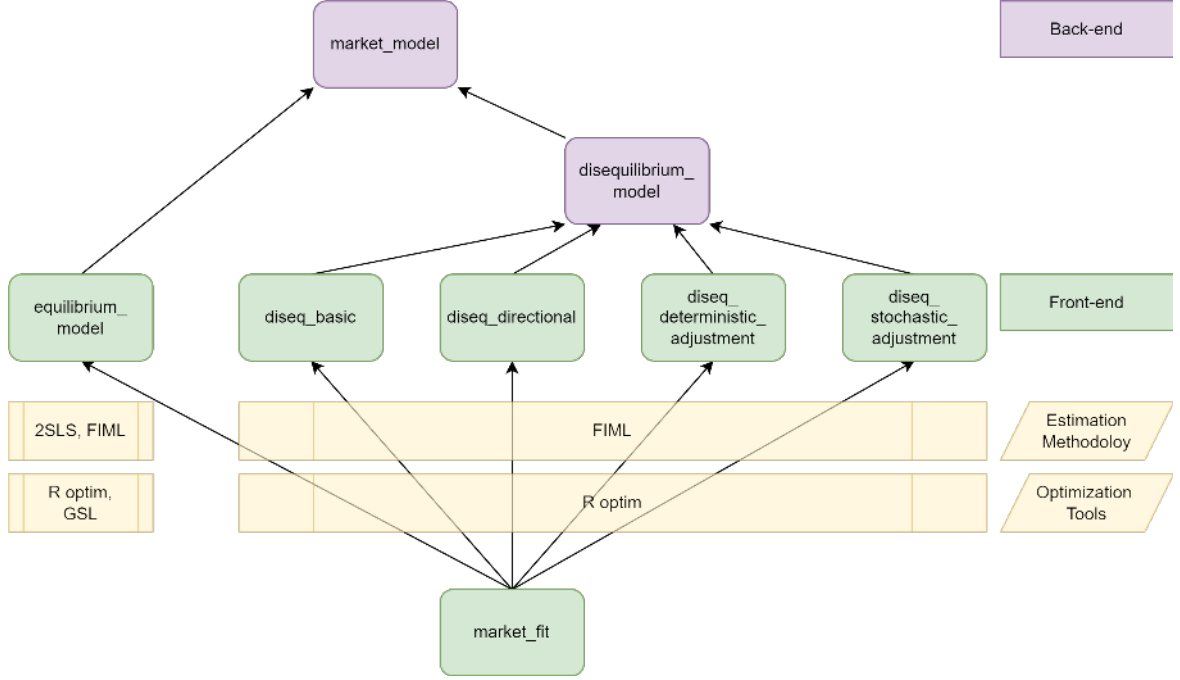 market_model
Back-end
disequilibrium_
model
equilibrium_
model
diseq_basic
diseq_directional
diseq_
deterministic_
adjustment
diseq_
stochastic_
adjustment
Front-end
2SLS, FIML
FIML
Estimation
Methodoloy
R optim,
GSL
R optim
Optimization
Tools
market_fit